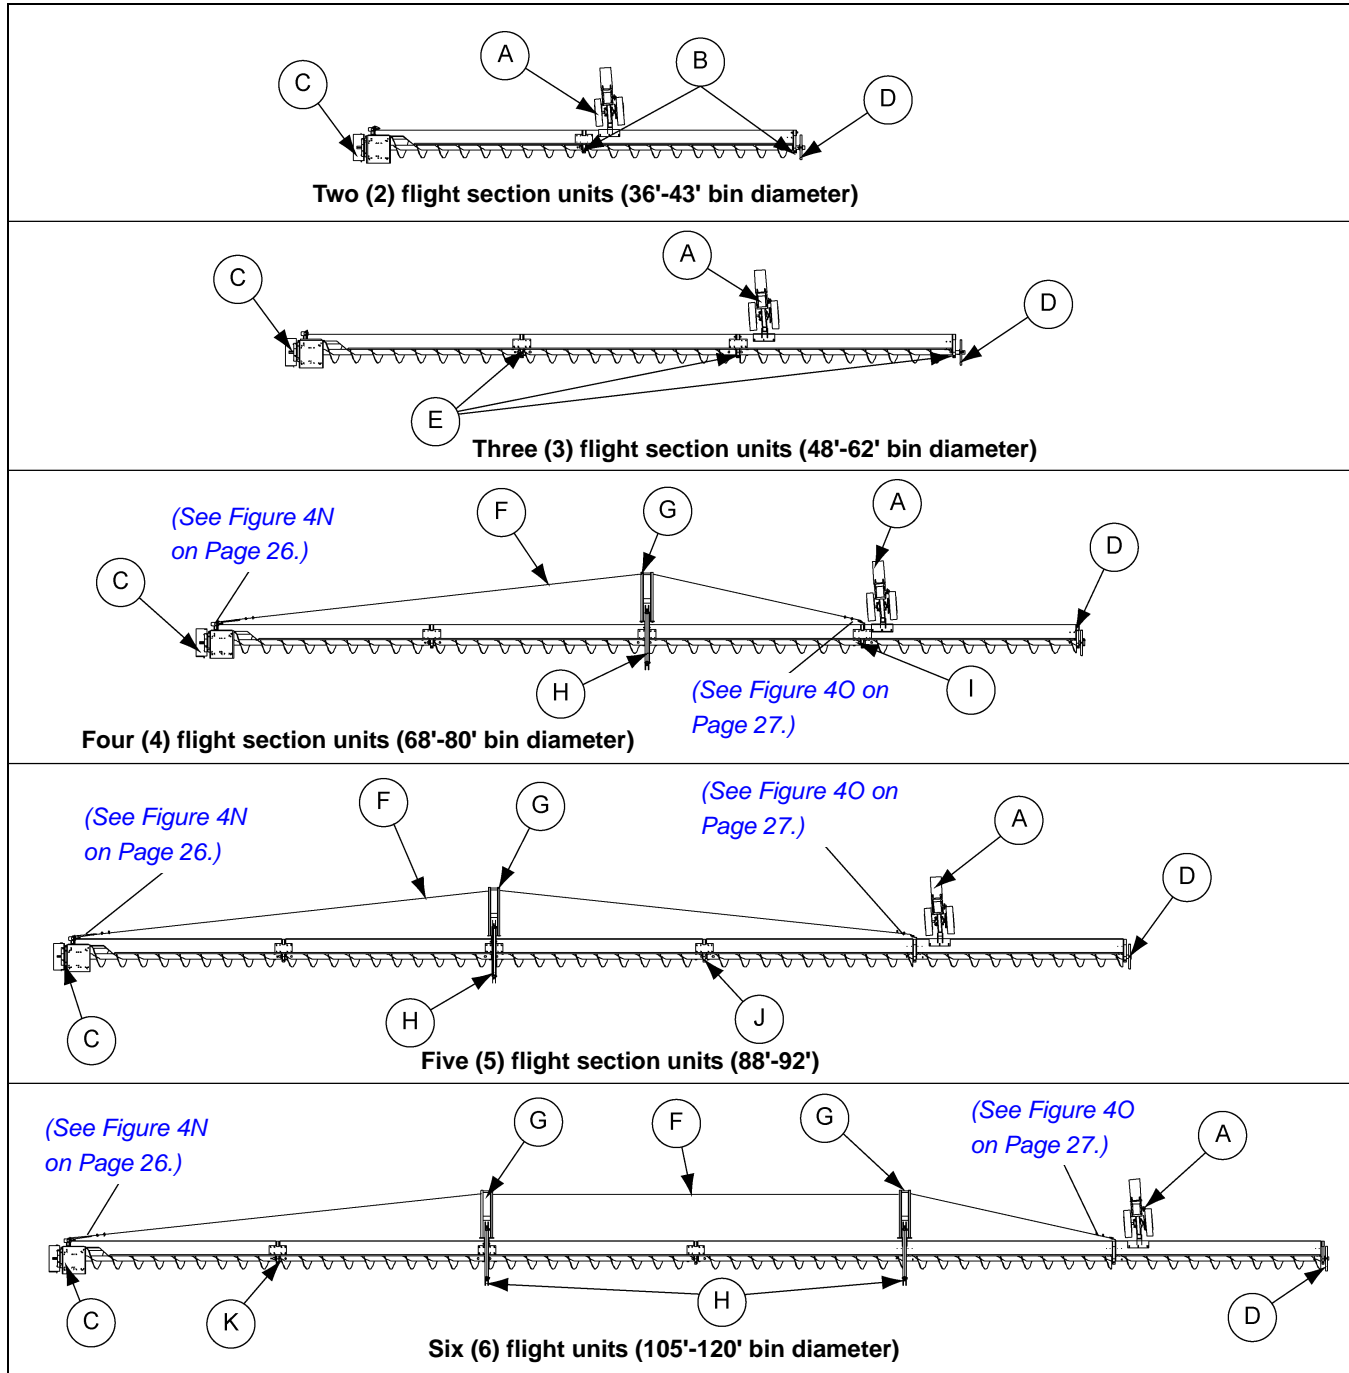 A
B
C
D
Two (2) flight section units (36'-43' bin diameter)
A
C
D
E
Three (3) flight section units (48'-62' bin diameter)
(See Figure 4N
on Page 26.)
F
G
A
D
C
H
(See Figure 4O on
Page 27.)
I
Four (4) flight section units (68'-80' bin diameter)
(See Figure 4N
on Page 26.)
F
G
(See Figure 4O on
Page 27.)
A
D
C
H
J
Five (5) flight section units (88'-92')
(See Figure 4N
on Page 26.)
G
F
G
(See Figure 4O
on Page 27.)
A
C
K
H
D
Six (6) flight units (105'-120' bin diameter)